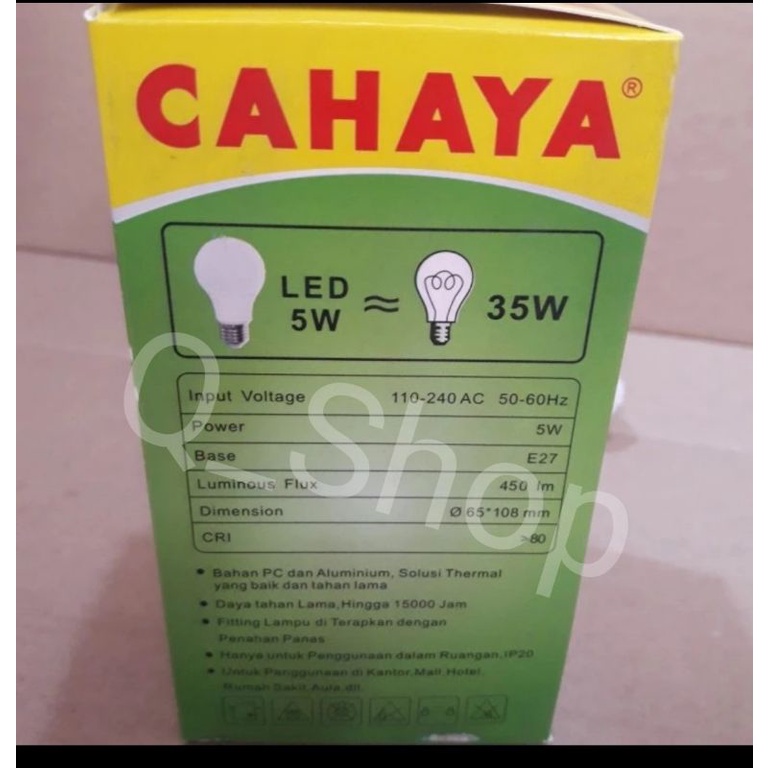 CAHAYA®
LED
5W ≈ 35W
Input Voltage 110-240 AC 50-60Hz
Power 5W
Base E27
Luminous Flux 450 lm
Dimension Ø 65*108 mm
CRI >80
• Bahan PC dan Aluminium, Solusi Thermal
yang baik dan tahan lama
• Daya tahan Lama, Hingga 15000 Jam
• Fitting Lampu di Terapkan dengan
Penahan Panas
• Hanya untuk Penggunaan dalam Ruangan, IP20
• Untuk Penggunaan di Kantor, Mall, Hotel,
Rumah Sakit, Aula, dll.
Q_Shop